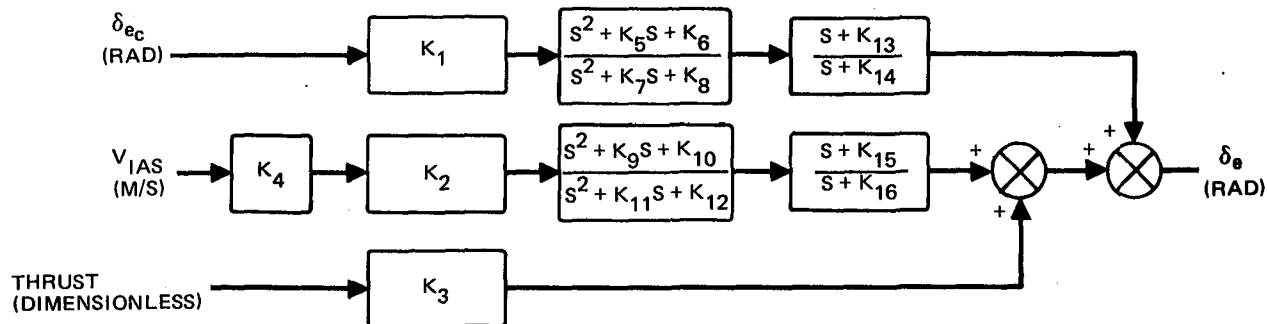 δec
(RAD)
K1
S² + K5S + K6
S² + K7S + K8
S + K13
S + K14
+
VIAS
(M/S)
K4
K2
S² + K9S + K10
S² + K11S + K12
S + K15
S + K16
+
+
δe
(RAD)
+
THRUST
(DIMENSIONLESS)
K3